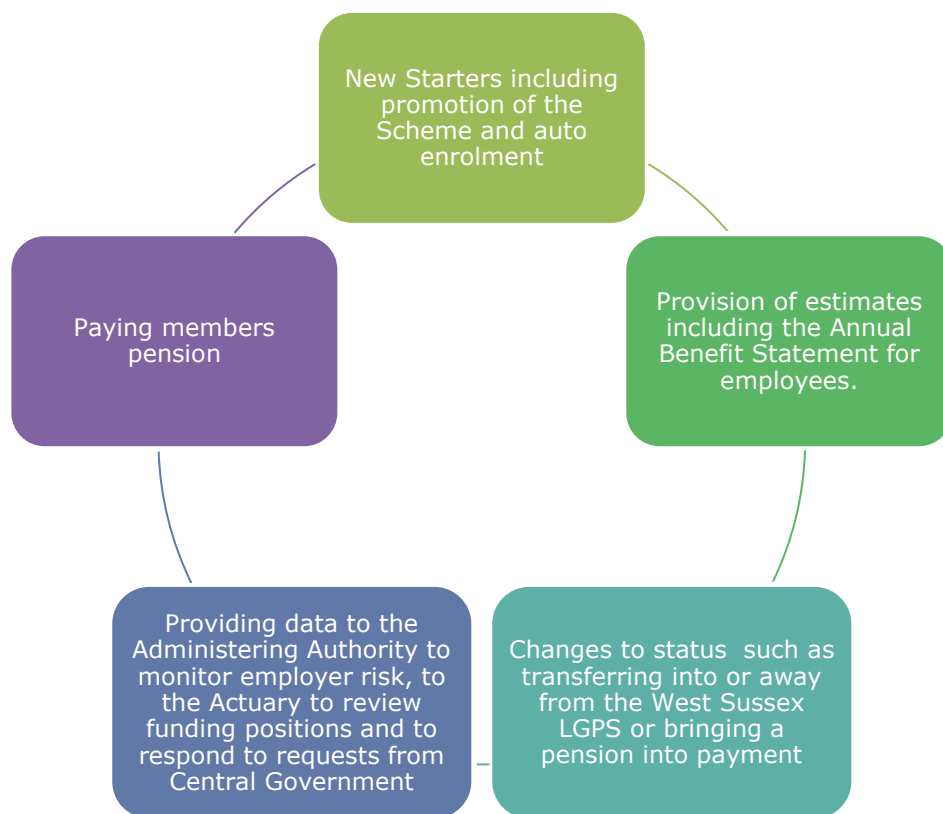 New Starters including
promotion of the
Scheme and auto
enrolment
Provision of estimates
including the Annual
Benefit Statement for
employees.
Changes to status  such as
transferring into or away
from the West Sussex
LGPS or bringing a
pension into payment
Providing data to the
Administering Authority to
monitor employer risk, to
the Actuary to review
funding positions and to
respond to requests from
Central Government
Paying members
pension